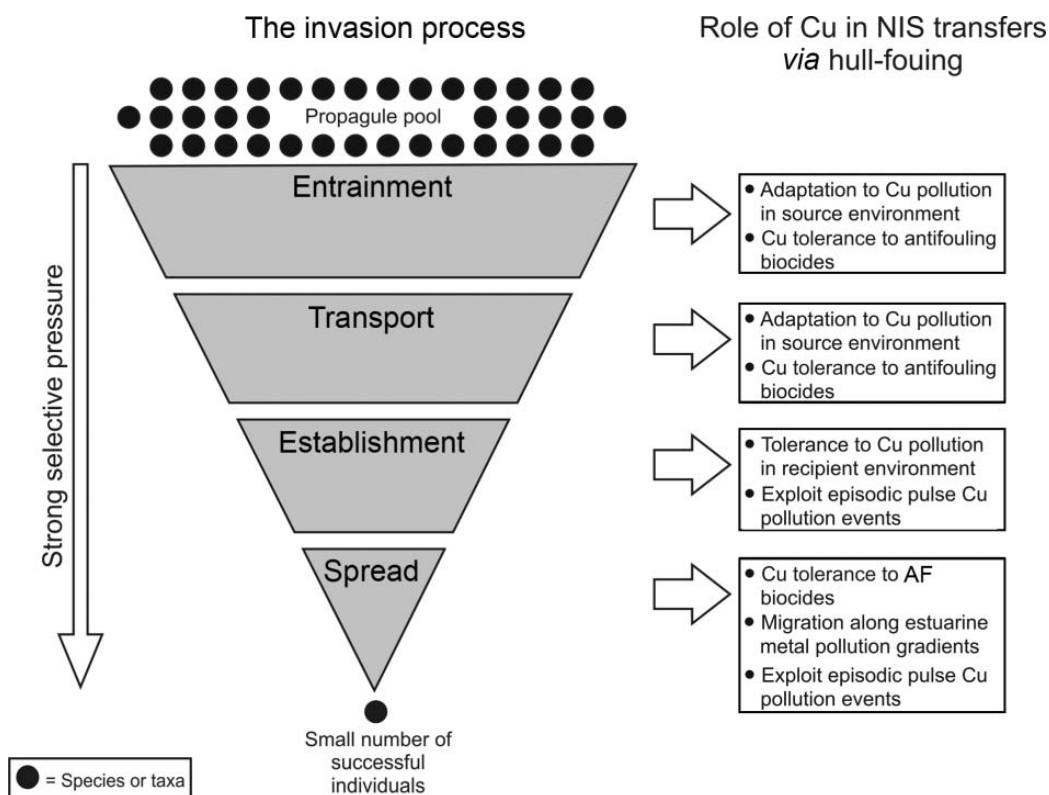 The invasion process
Role of Cu in NIS transfers
via hull-fouing
Propagule pool
Strong selective pressure
Entrainment
• Adaptation to Cu pollution
in source environment
• Cu tolerance to antifouling
biocides
Transport
• Adaptation to Cu pollution
in source environment
• Cu tolerance to antifouling
biocides
Establishment
• Tolerance to Cu pollution
in recipient environment
• Exploit episodic pulse Cu
pollution events
Spread
• Cu tolerance to AF
biocides
• Migration along estuarine
metal pollution gradients
• Exploit episodic pulse Cu
pollution events
Small number of
successful
individuals
= Species or taxa